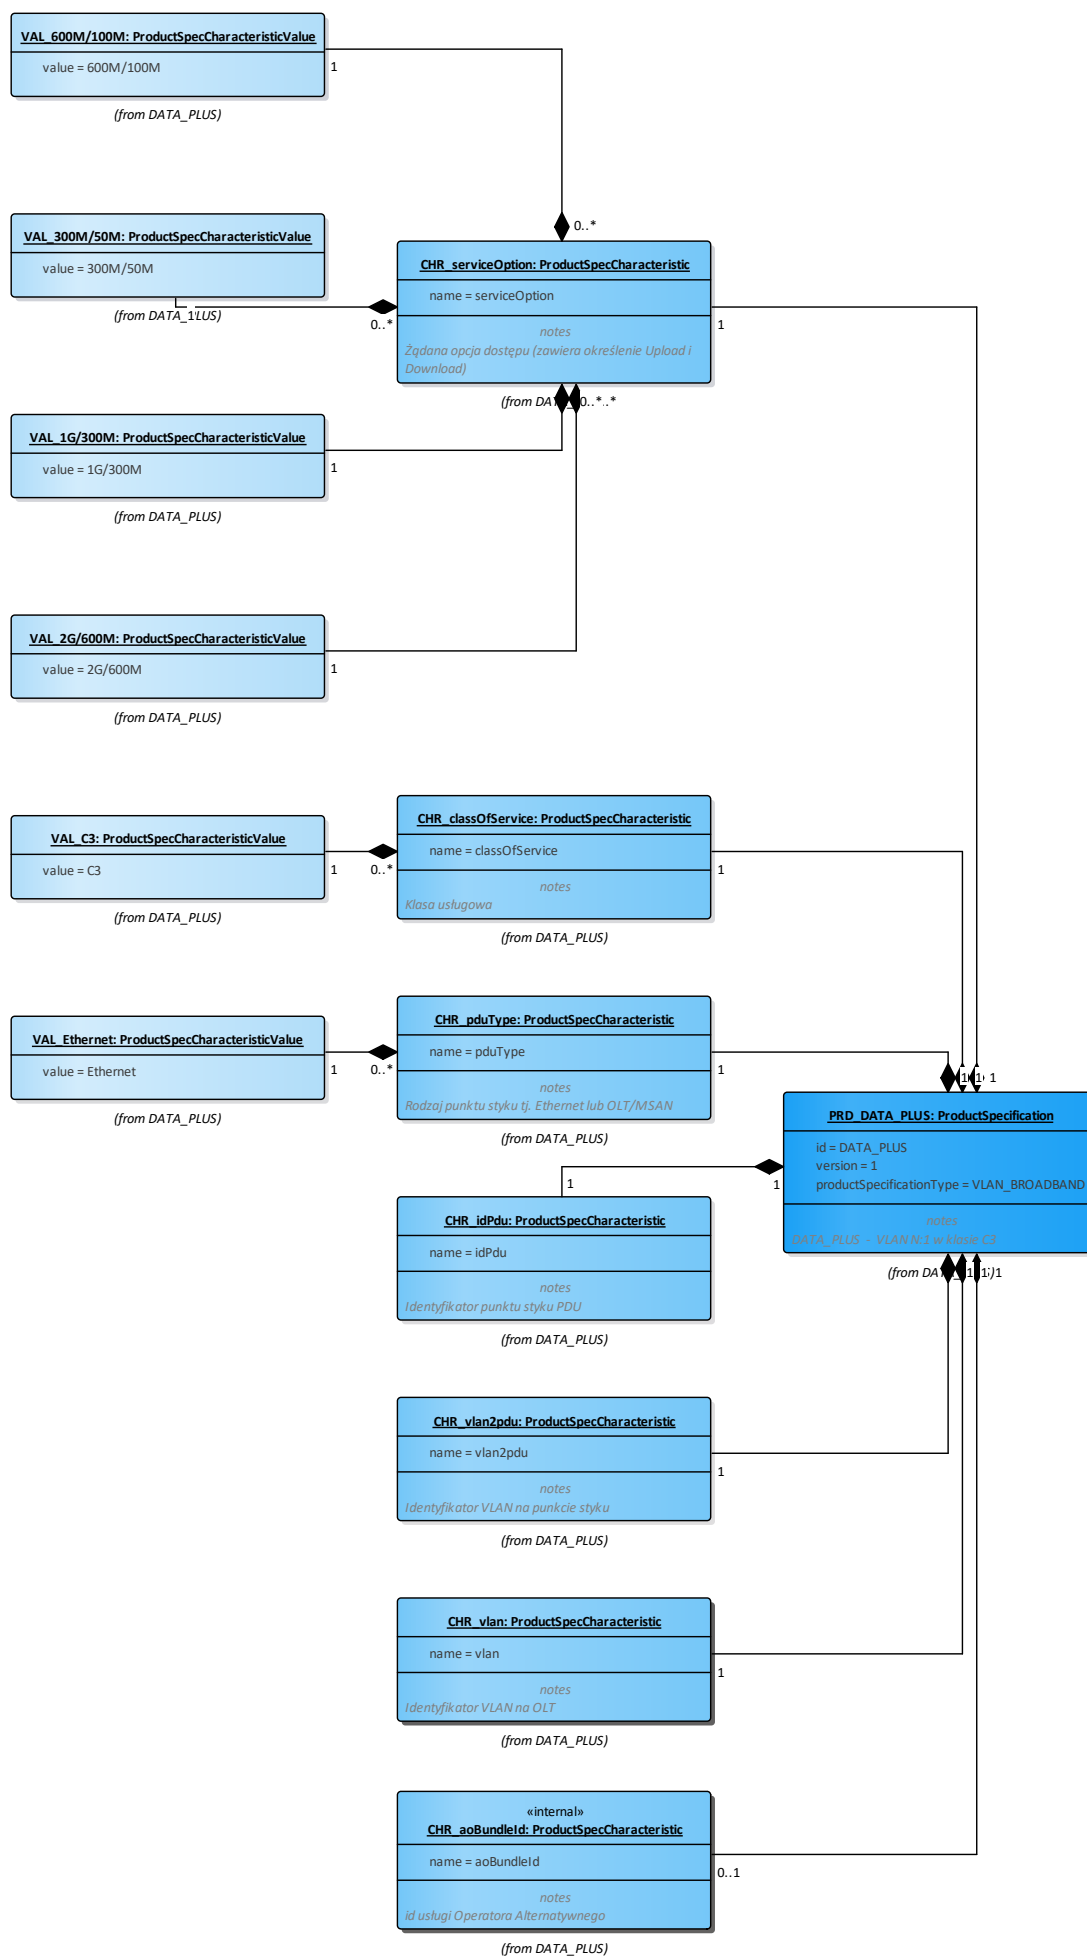 VAL_600M/100M: ProductSpecCharacteristicValue
value = 600M/100M
1
(from DATA_PLUS)
0..*
VAL_300M/50M: ProductSpecCharacteristicValue
value = 300M/50M
1
0..*
CHR_serviceOption: ProductSpecCharacteristic
name = serviceOption
notes
Żądana opcja dostępu (zawiera określenie Upload i
Download)
1
0..*
VAL_1G/300M: ProductSpecCharacteristicValue
value = 1G/300M
1
(from DATA_PLUS)
VAL_2G/600M: ProductSpecCharacteristicValue
value = 2G/600M
1
(from DATA_PLUS)
VAL_C3: ProductSpecCharacteristicValue
value = C3
1
0..*
(from DATA_PLUS)
CHR_classOfService: ProductSpecCharacteristic
name = classOfService
notes
Klasa usługowa
1
(from DATA_PLUS)
VAL_Ethernet: ProductSpecCharacteristicValue
value = Ethernet
1
0..*
(from DATA_PLUS)
CHR_pduType: ProductSpecCharacteristic
name = pduType
notes
Rodzaj punktu styku tj. Ethernet lub OLT/MSAN
1
(from DATA_PLUS)
1
PRD_DATA_PLUS: ProductSpecification
id = DATA_PLUS
version = 1
productSpecificationType = VLAN_BROADBAND
notes
DATA_PLUS - VLAN N:1 w klasie C3
1
1
CHR_idPdu: ProductSpecCharacteristic
name = idPdu
notes
Identyfikator punktu styku PDU
(from DATA_PLUS)
1
CHR_vlan2pdu: ProductSpecCharacteristic
name = vlan2pdu
notes
Identyfikator VLAN na punkcie styku
1
(from DATA_PLUS)
CHR_vlan: ProductSpecCharacteristic
name = vlan
notes
Identyfikator VLAN na OLT
1
(from DATA_PLUS)
«internal»
CHR_aoBundleId: ProductSpecCharacteristic
name = aoBundleId
notes
id usługi Operatora Alternatywnego
0..1
(from DATA_PLUS)